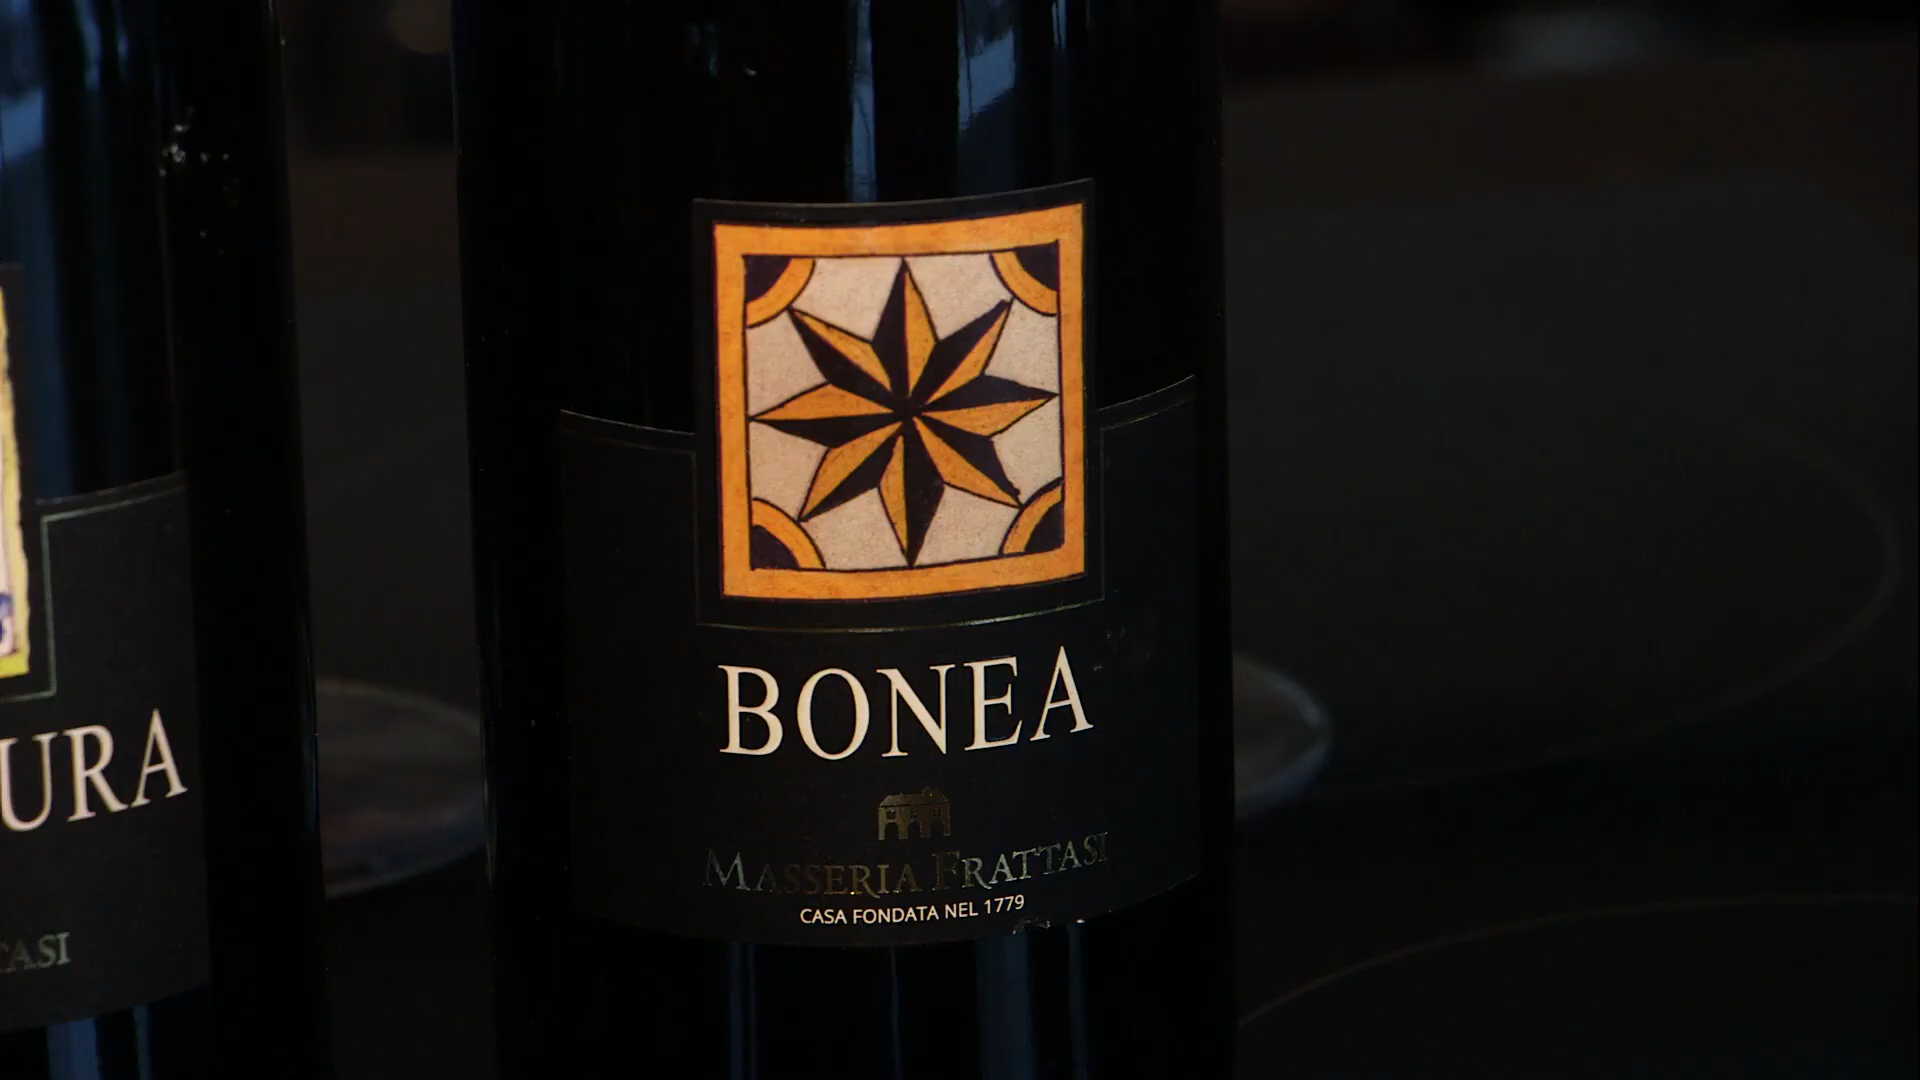 BONEA
MASSERIA FRATTASI
CASA FONDATA NEL 1779
URA
TASI